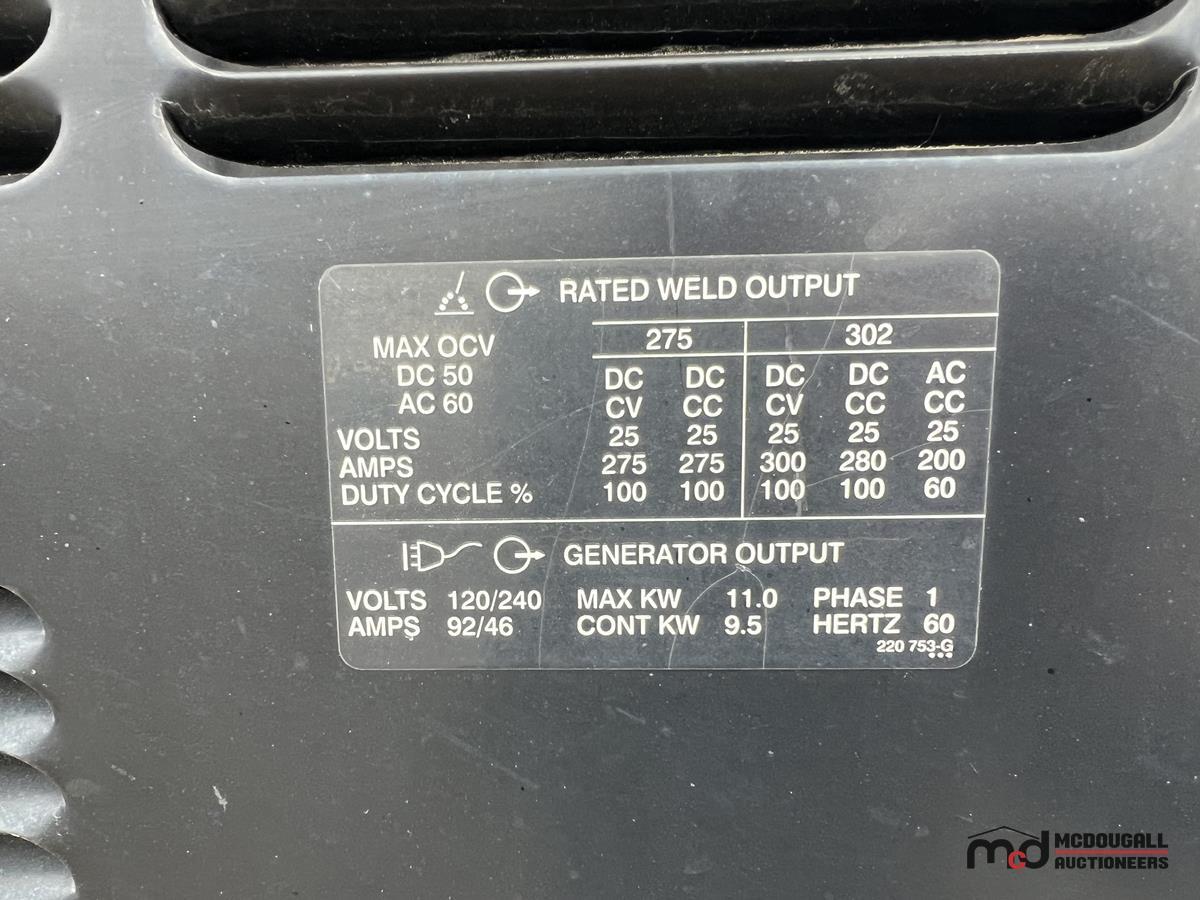 RATED WELD OUTPUT
MAX OCV 275 302
DC 50 DC DC DC DC AC
AC 60 CV CC CV CC CC
VOLTS 25 25 25 25 25
AMPS 275 275 300 280 200
DUTY CYCLE % 100 100 100 100 60
GENERATOR OUTPUT
VOLTS 120/240 MAX KW 11.0 PHASE 1
AMPS 92/46 CONT KW 9.5 HERTZ 60
220 753-G
mcd MCDOUGALL
AUCTIONEERS